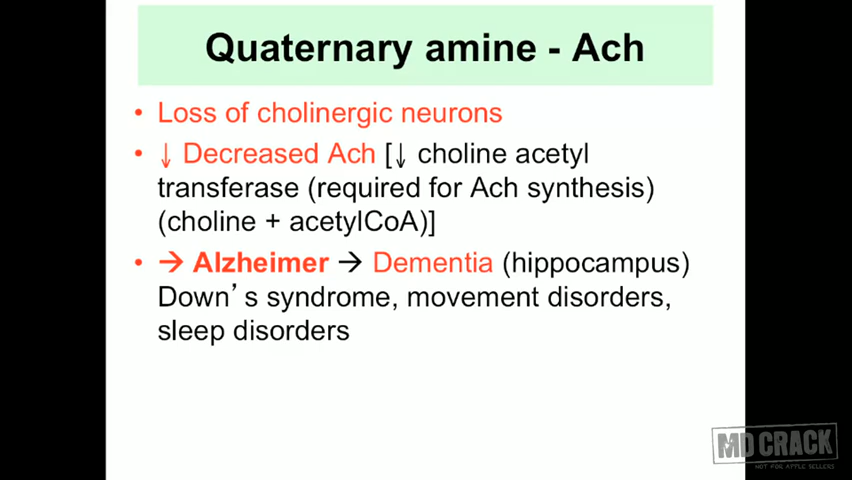 Quaternary amine - Ach
• Loss of cholinergic neurons
• ↓ Decreased Ach [↓ choline acetyl
transferase (required for Ach synthesis)
(choline + acetylCoA)]
• → Alzheimer → Dementia (hippocampus)
Down’s syndrome, movement disorders,
sleep disorders
MD CRACK
NOT FOR APPLE SELLERS